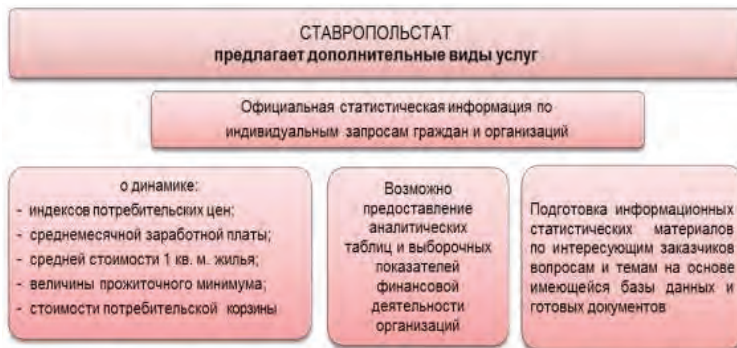 СТАВРОПОЛЬСТАТ
предлагает дополнительные виды услуг
Официальная статистическая информация по
индивидуальным запросам граждан и организаций
о динамике:
- индексов потребительских цен;
- среднемесячной заработной платы;
- средней стоимости 1 кв. м. жилья;
- величины прожиточного минимума;
- стоимости потребительской корзины
Возможно
предоставление
аналитических
таблиц и выборочных
показателей
финансовой
деятельности
организаций
Подготовка информационных
статистических материалов
по интересующим заказчиков
вопросам и темам на основе
имеющейся базы данных и
готовых документов